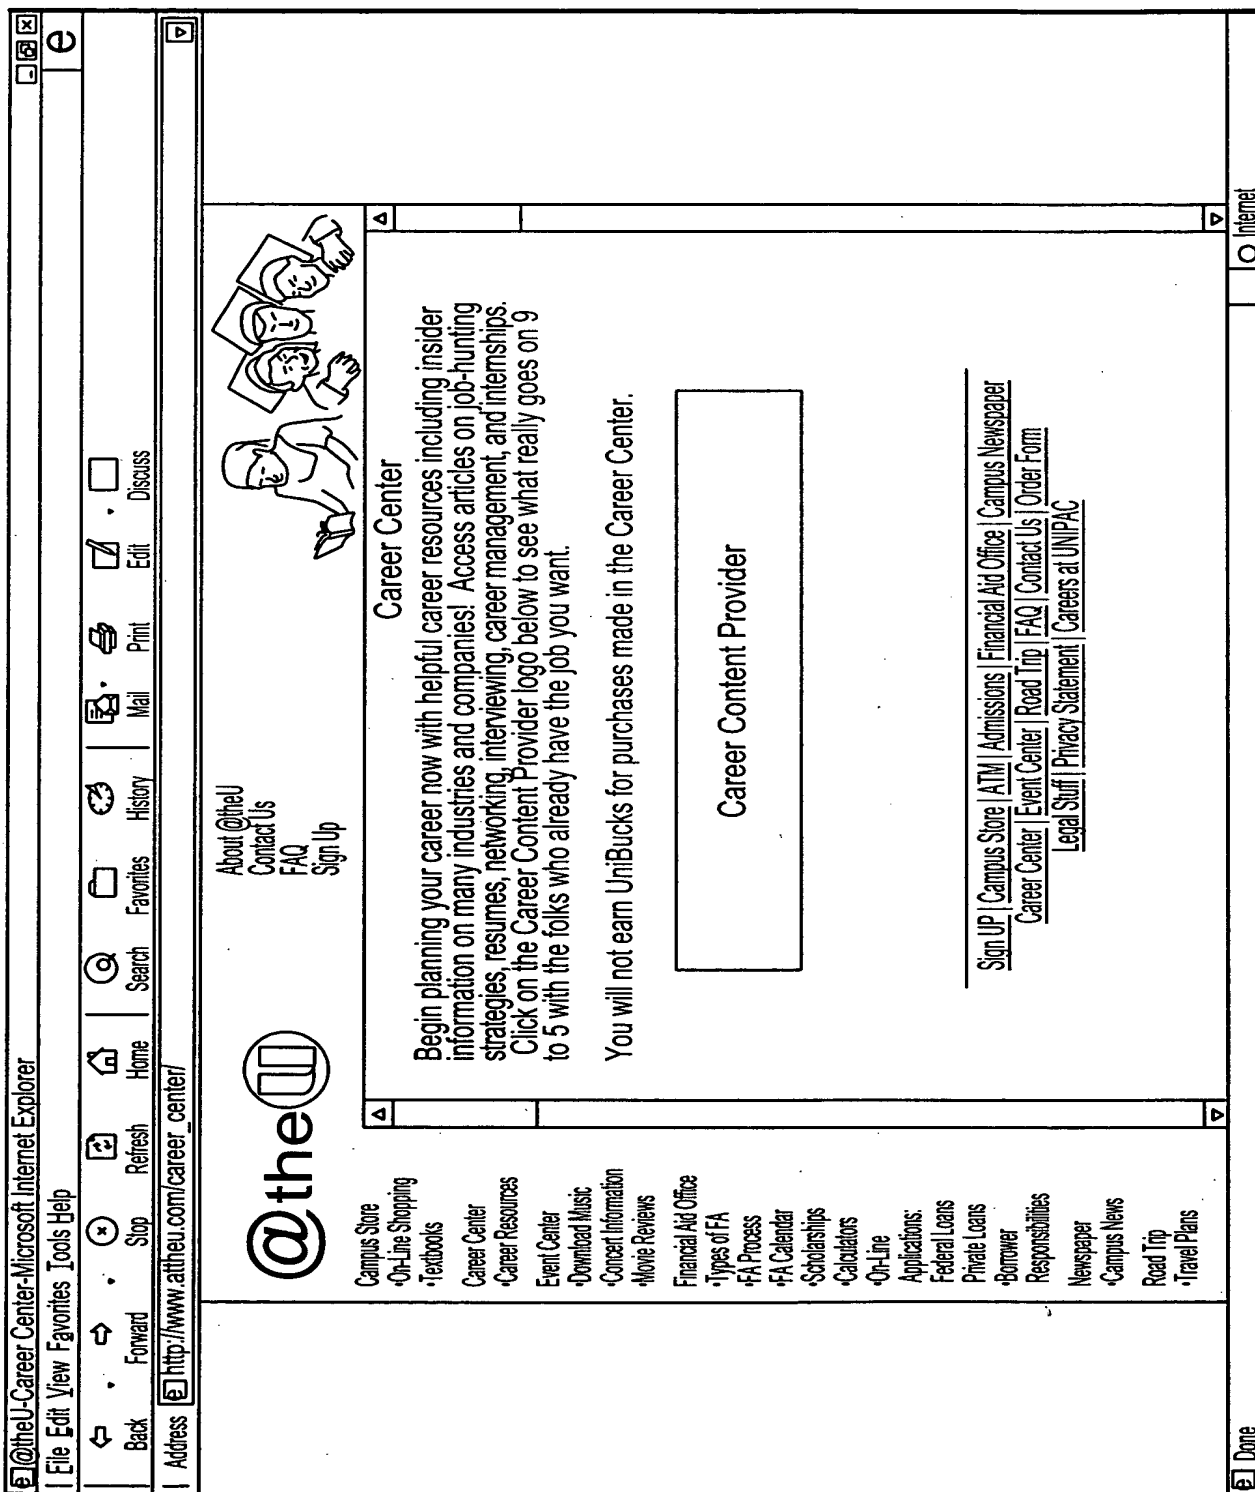 @theU-Career Center-Microsoft Internet Explorer
File Edit View Favorites Tools Help
Back Forward Stop Refresh Home Search Favorites History Mail Print Edit Discuss
Address http://www.attheu.com/career_center/
@theU
About @theU
Contact Us
FAQ
Sign Up
Campus Store
•On-Line Shopping
•Textbooks
Career Center
•Career Resources
Event Center
•Download Music
•Concert Information
•Movie Reviews
Financial Aid Office
•Types of FA
•FA Process
•FA Calendar
•Scholarships
•Calculators
•On-Line
Applications:
Federal Loans
Private Loans
•Borrower
Responsibilities
Newspaper
•Campus News
Road Trip
•Travel Plans
Career Center
Begin planning your career now with helpful career resources including insider
information on many industries and companies! Access articles on job-hunting
strategies, resumes, networking, interviewing, career management, and internships.
Click on the Career Content Provider logo below to see what really goes on 9
to 5 with the folks who already have the job you want.
You will not earn UniBucks for purchases made in the Career Center.
Career Content Provider
Sign UP | Campus Store | ATM | Admissions | Financial Aid Office | Campus Newspaper
Career Center | Event Center | Road Trip | FAQ | Contact Us | Order Form
Legal Stuff | Privacy Statement | Careers at UNIPAC
Done
Internet